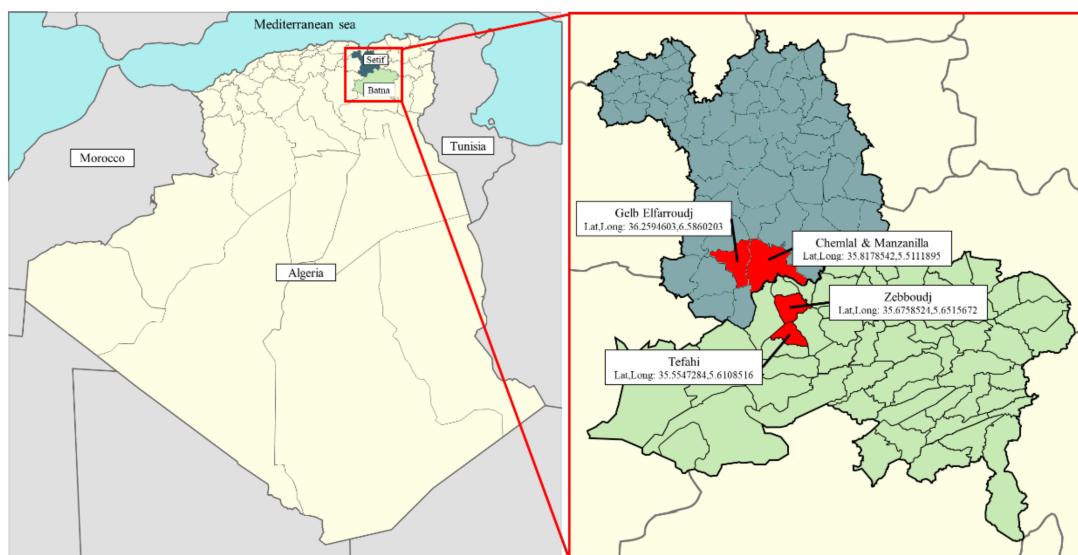 Mediterranean sea
Setif
Batna
Morocco
Tunisia
Algeria
Gelb Elfarroudj
Lat,Long: 36.2594603,6.5860203
Chemlal & Manzanilla
Lat,Long: 35.8178542,5.5111895
Zebboudj
Lat,Long: 35.6758524,5.6515672
Tefahi
Lat,Long: 35.5547284,5.6108516